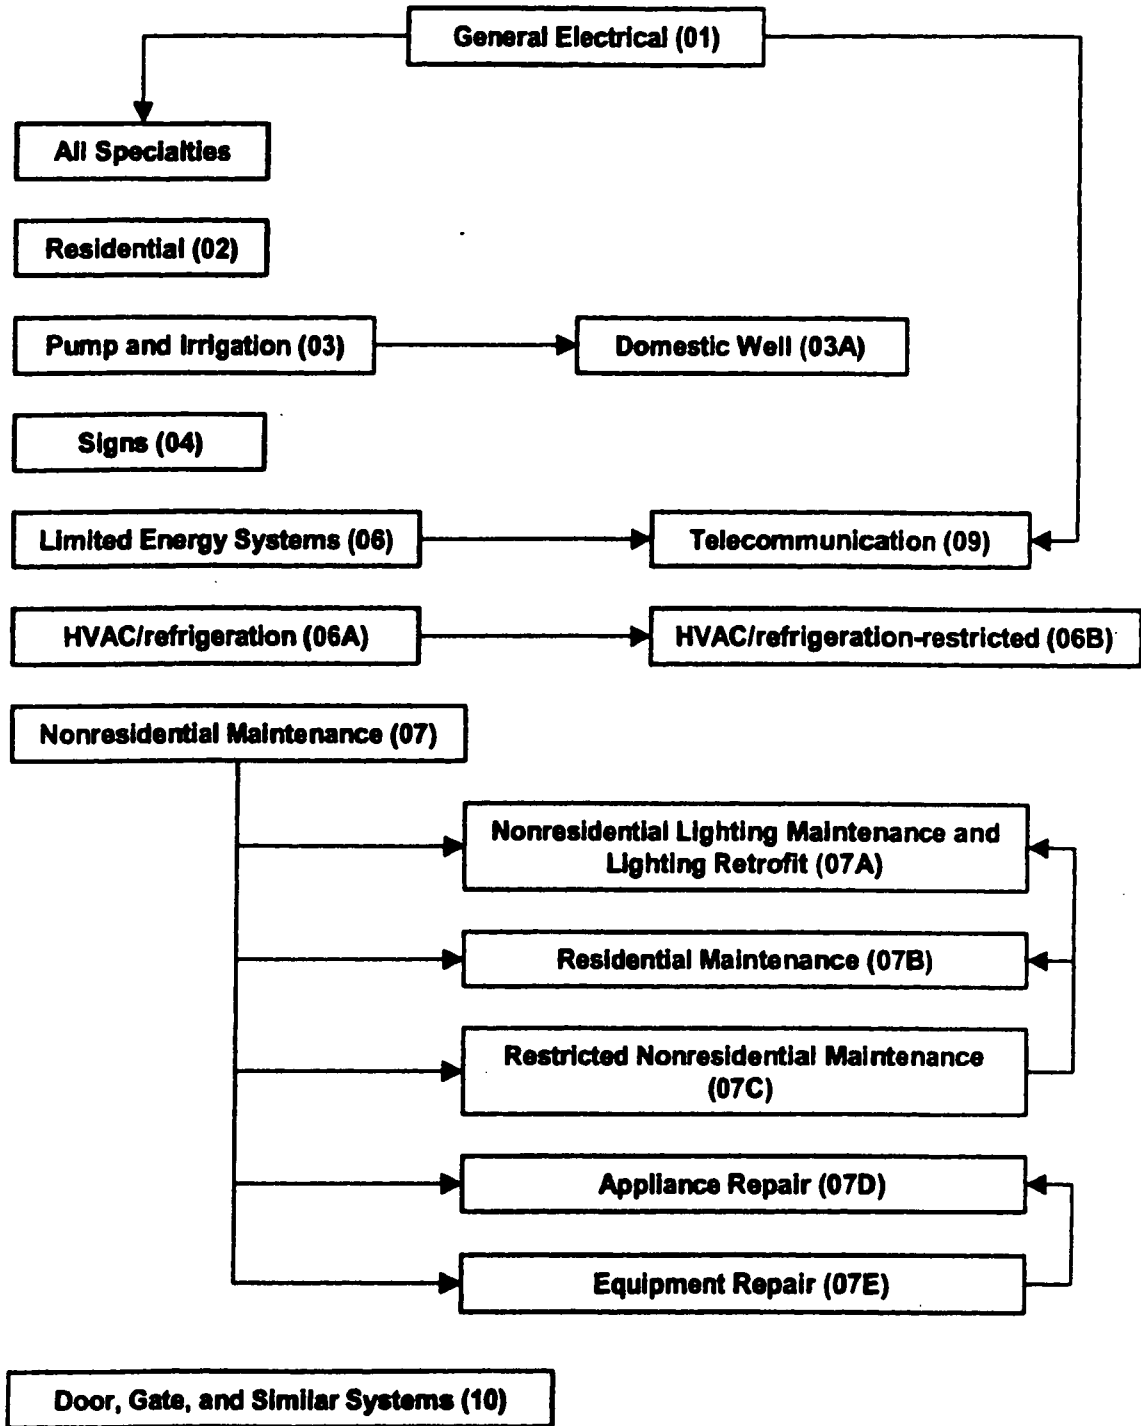 General Electrical (01)
All Specialties
Residential (02)
Pump and Irrigation (03)
Domestic Well (03A)
Signs (04)
Limited Energy Systems (06)
Telecommunication (09)
HVAC/refrigeration (06A)
HVAC/refrigeration-restricted (06B)
Nonresidential Maintenance (07)
Nonresidential Lighting Maintenance and
Lighting Retrofit (07A)
Residential Maintenance (07B)
Restricted Nonresidential Maintenance
(07C)
Appliance Repair (07D)
Equipment Repair (07E)
Door, Gate, and Similar Systems (10)